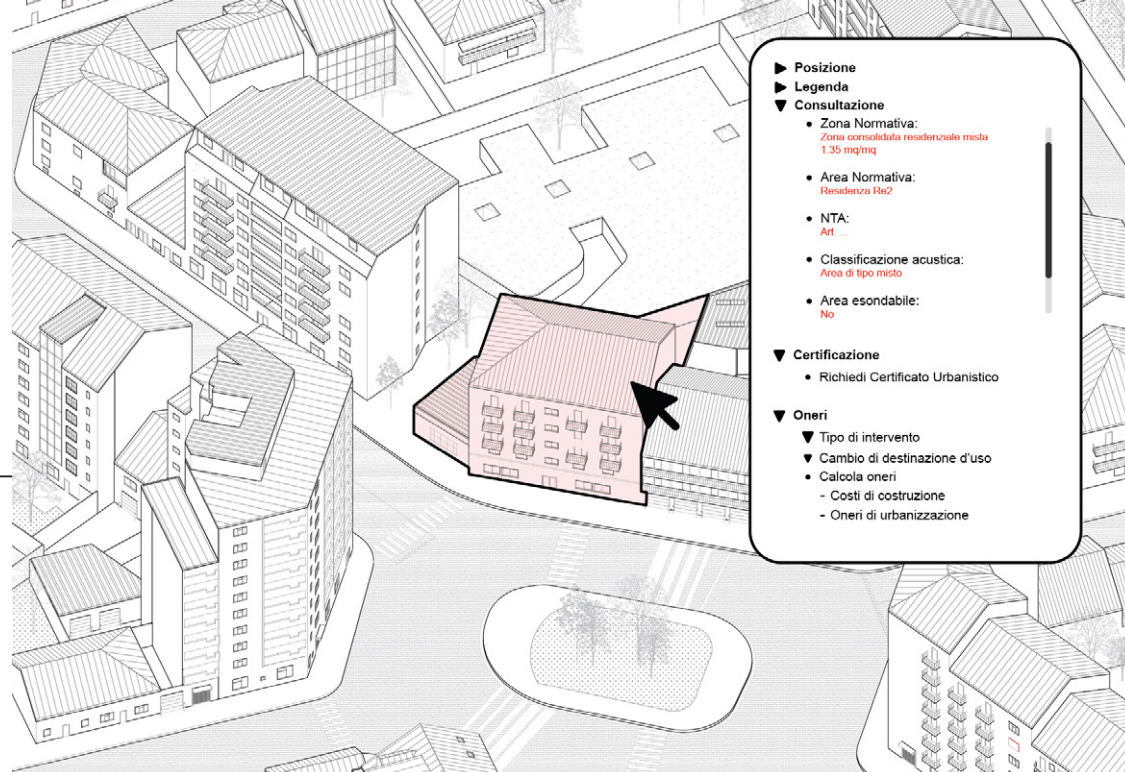 Posizione
Legenda
Consultazione
Zona Normativa:
Zona consolidata residenziale mista
1.35 mq/mq
Area Normativa:
Residenza Re2
NTA:
Art. ...
Classificazione acustica:
Area di tipo misto
Area esondabile:
No
Certificazione
Richiedi Certificato Urbanistico
Oneri
Tipo di intervento
Cambio di destinazione d'uso
Calcola oneri
- Costi di costruzione
- Oneri di urbanizzazione